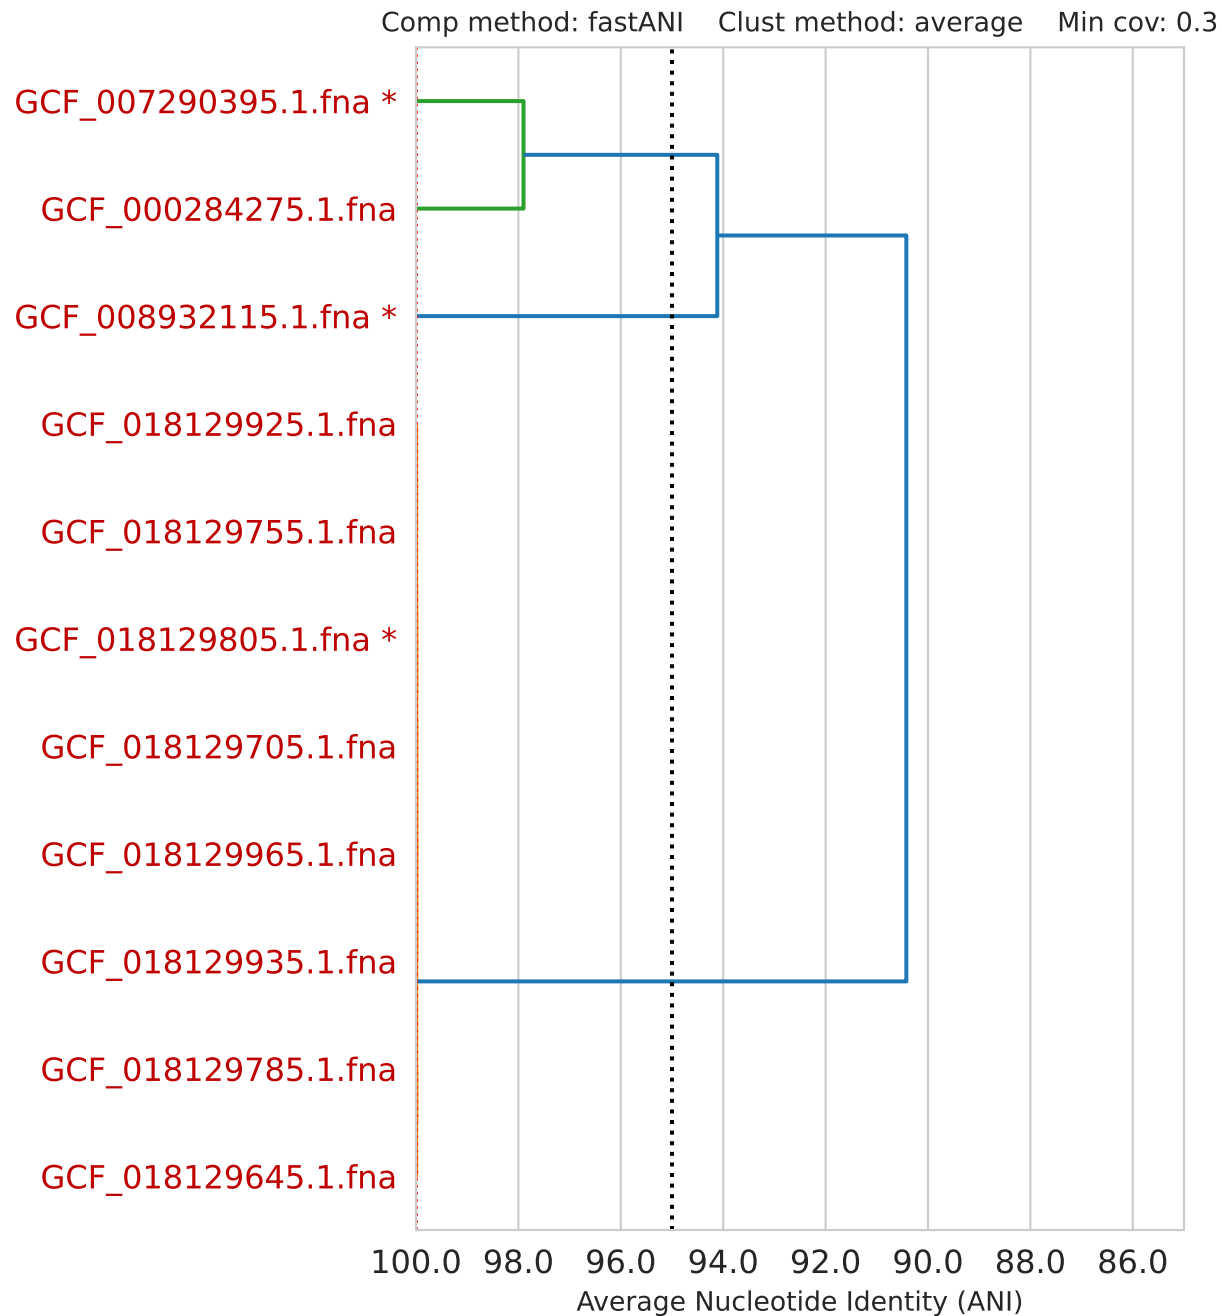 Comp method: fastANI    Clust method: average    Min cov: 0.3
GCF_007290395.1.fna *
GCF_000284275.1.fna
GCF_008932115.1.fna *
GCF_018129925.1.fna
GCF_018129755.1.fna
GCF_018129805.1.fna *
GCF_018129705.1.fna
GCF_018129965.1.fna
GCF_018129935.1.fna
GCF_018129785.1.fna
GCF_018129645.1.fna
100.0 98.0 96.0 94.0 92.0 90.0 88.0 86.0
Average Nucleotide Identity (ANI)